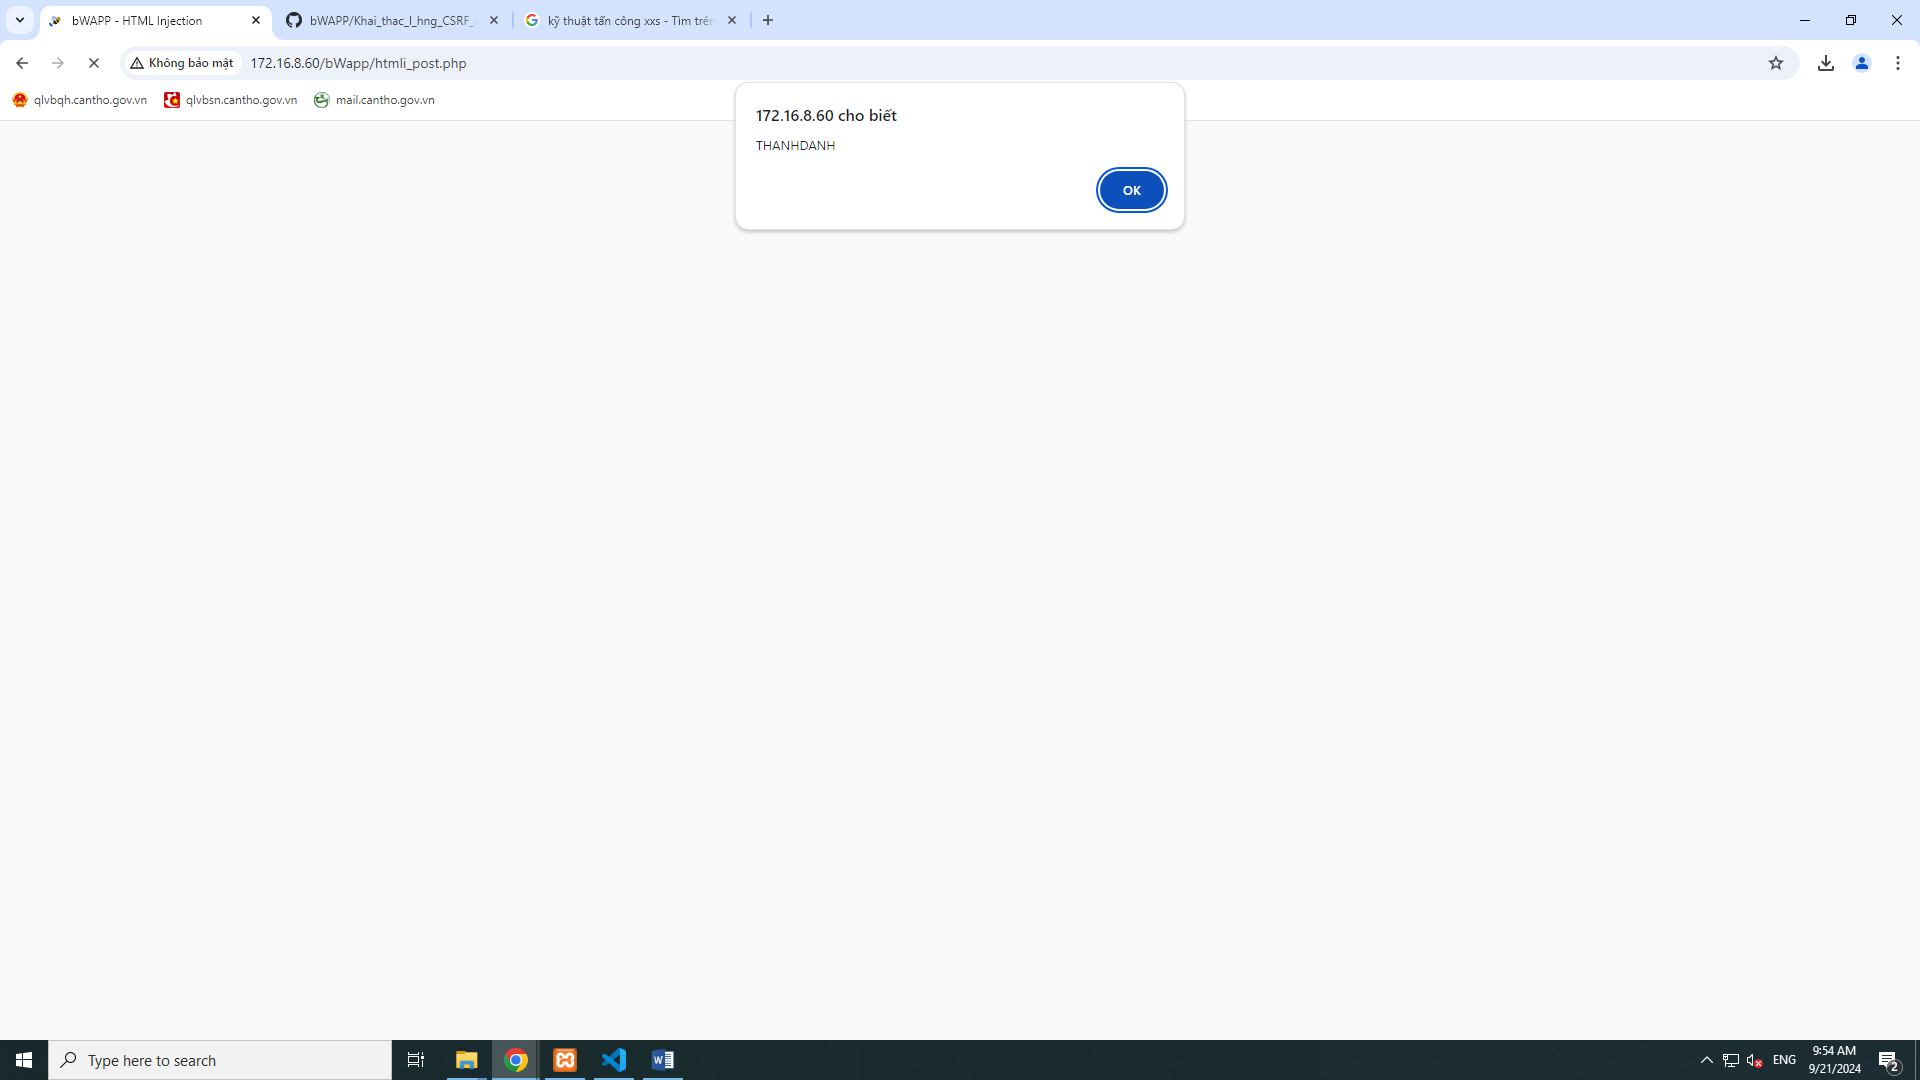 bWAPP - HTML Injection
bWAPP/Khai_thac_l_hng_CSRF_
kỹ thuật tấn công xxs - Tìm trên
Không bảo mật
172.16.8.60/bWapp/htmli_post.php
qlvbqh.cantho.gov.vn
qlvbsn.cantho.gov.vn
mail.cantho.gov.vn
172.16.8.60 cho biết
THANHDANH
OK
Type here to search
ENG
9:54 AM
9/21/2024
2